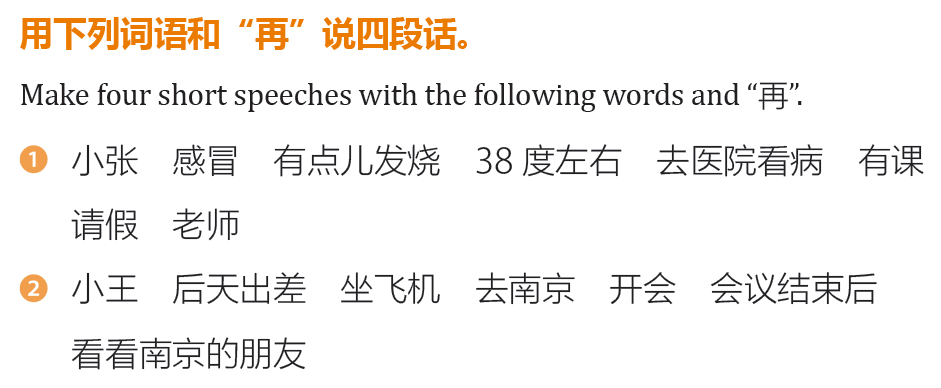 用下列词语和“再”说四段话。
Make four short speeches with the following words and “再”.
1 小张 感冒 有点儿发烧 38 度左右 去医院看病 有课
请假 老师
2 小王 后天出差 坐飞机 去南京 开会 会议结束后
看看南京的朋友